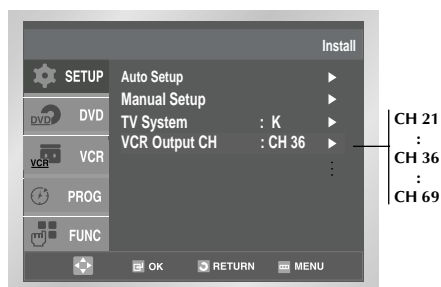 Install
SETUP
DVD
DVD
VCR
VCR
PROG
FUNC
Auto Setup ►
Manual Setup ►
TV System : K ►
VCR Output CH : CH 36 ►
⋮
CH 21
:
CH 36
:
CH 69
OK RETURN MENU